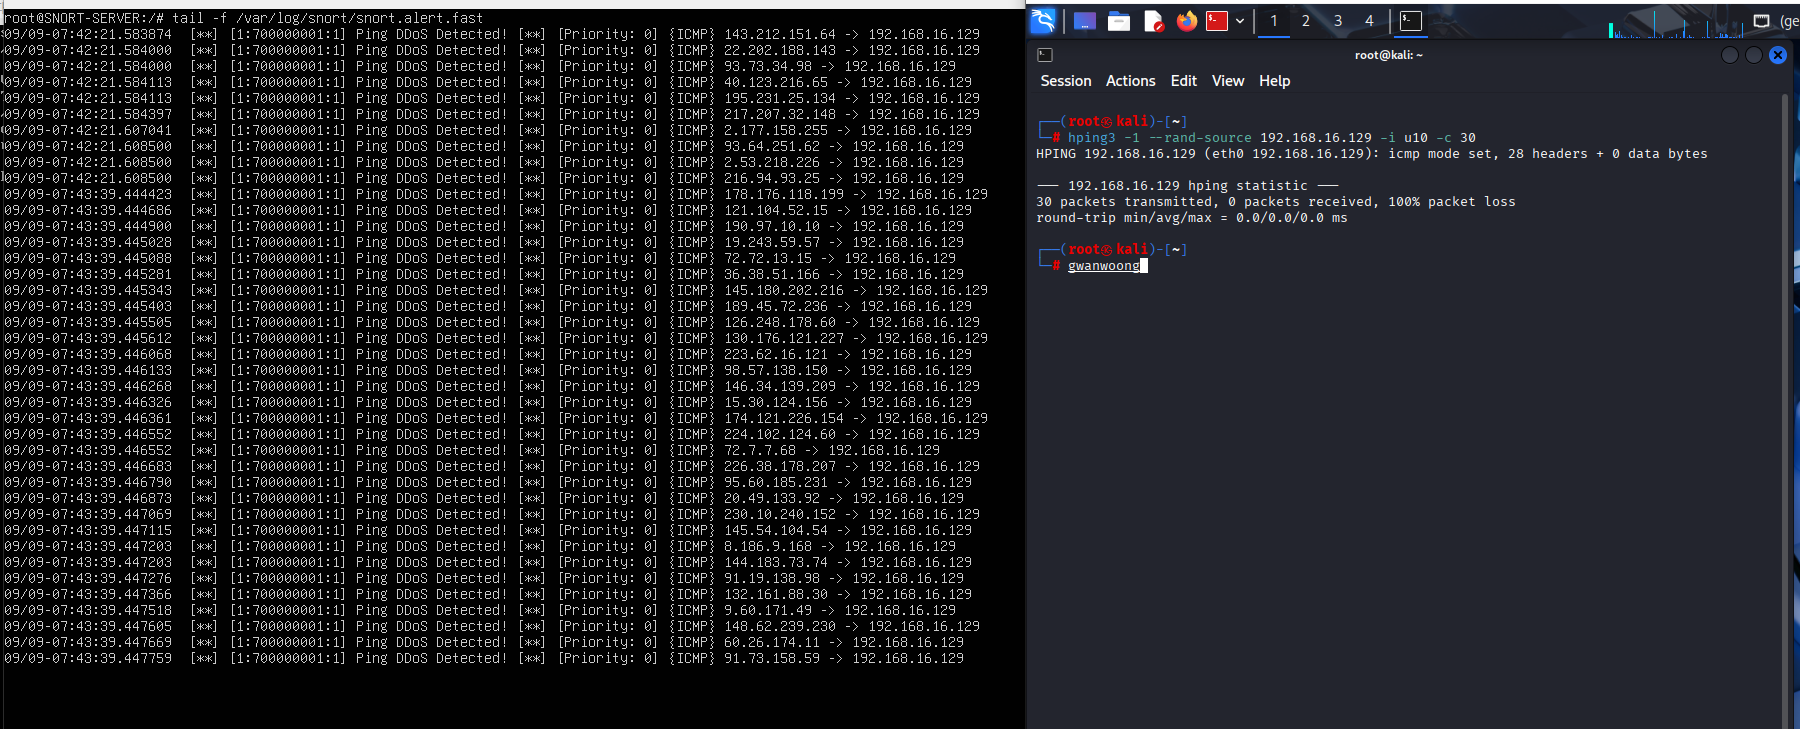 root@SNORT-SERVER:/# tail -f /var/log/snort/snort.alert.fast
09/09-07:42:21.583874  [**] [1:700000001:1] Ping DDoS Detected! [**] [Priority: 0] {ICMP} 143.212.151.64 -> 192.168.16.129
09/09-07:42:21.584000  [**] [1:700000001:1] Ping DDoS Detected! [**] [Priority: 0] {ICMP} 22.202.188.143 -> 192.168.16.129
09/09-07:42:21.584000  [**] [1:700000001:1] Ping DDoS Detected! [**] [Priority: 0] {ICMP} 93.73.34.98 -> 192.168.16.129
09/09-07:42:21.584113  [**] [1:700000001:1] Ping DDoS Detected! [**] [Priority: 0] {ICMP} 40.123.216.65 -> 192.168.16.129
09/09-07:42:21.584113  [**] [1:700000001:1] Ping DDoS Detected! [**] [Priority: 0] {ICMP} 195.231.25.134 -> 192.168.16.129
09/09-07:42:21.584397  [**] [1:700000001:1] Ping DDoS Detected! [**] [Priority: 0] {ICMP} 217.207.32.148 -> 192.168.16.129
09/09-07:42:21.607041  [**] [1:700000001:1] Ping DDoS Detected! [**] [Priority: 0] {ICMP} 2.177.158.255 -> 192.168.16.129
09/09-07:42:21.608500  [**] [1:700000001:1] Ping DDoS Detected! [**] [Priority: 0] {ICMP} 93.64.251.62 -> 192.168.16.129
09/09-07:42:21.608500  [**] [1:700000001:1] Ping DDoS Detected! [**] [Priority: 0] {ICMP} 2.53.218.226 -> 192.168.16.129
09/09-07:42:21.608500  [**] [1:700000001:1] Ping DDoS Detected! [**] [Priority: 0] {ICMP} 216.94.93.25 -> 192.168.16.129
09/09-07:43:39.444423  [**] [1:700000001:1] Ping DDoS Detected! [**] [Priority: 0] {ICMP} 178.176.118.199 -> 192.168.16.129
09/09-07:43:39.444686  [**] [1:700000001:1] Ping DDoS Detected! [**] [Priority: 0] {ICMP} 121.104.52.15 -> 192.168.16.129
09/09-07:43:39.444900  [**] [1:700000001:1] Ping DDoS Detected! [**] [Priority: 0] {ICMP} 190.97.10.10 -> 192.168.16.129
09/09-07:43:39.445028  [**] [1:700000001:1] Ping DDoS Detected! [**] [Priority: 0] {ICMP} 19.243.59.57 -> 192.168.16.129
09/09-07:43:39.445088  [**] [1:700000001:1] Ping DDoS Detected! [**] [Priority: 0] {ICMP} 72.72.13.15 -> 192.168.16.129
09/09-07:43:39.445281  [**] [1:700000001:1] Ping DDoS Detected! [**] [Priority: 0] {ICMP} 36.38.51.166 -> 192.168.16.129
09/09-07:43:39.445343  [**] [1:700000001:1] Ping DDoS Detected! [**] [Priority: 0] {ICMP} 145.180.202.216 -> 192.168.16.129
09/09-07:43:39.445403  [**] [1:700000001:1] Ping DDoS Detected! [**] [Priority: 0] {ICMP} 189.45.72.236 -> 192.168.16.129
09/09-07:43:39.445505  [**] [1:700000001:1] Ping DDoS Detected! [**] [Priority: 0] {ICMP} 126.248.178.60 -> 192.168.16.129
09/09-07:43:39.445612  [**] [1:700000001:1] Ping DDoS Detected! [**] [Priority: 0] {ICMP} 130.176.121.227 -> 192.168.16.129
09/09-07:43:39.446068  [**] [1:700000001:1] Ping DDoS Detected! [**] [Priority: 0] {ICMP} 223.62.16.121 -> 192.168.16.129
09/09-07:43:39.446133  [**] [1:700000001:1] Ping DDoS Detected! [**] [Priority: 0] {ICMP} 98.57.138.150 -> 192.168.16.129
09/09-07:43:39.446268  [**] [1:700000001:1] Ping DDoS Detected! [**] [Priority: 0] {ICMP} 146.34.139.209 -> 192.168.16.129
09/09-07:43:39.446326  [**] [1:700000001:1] Ping DDoS Detected! [**] [Priority: 0] {ICMP} 15.30.124.156 -> 192.168.16.129
09/09-07:43:39.446361  [**] [1:700000001:1] Ping DDoS Detected! [**] [Priority: 0] {ICMP} 174.121.226.154 -> 192.168.16.129
09/09-07:43:39.446552  [**] [1:700000001:1] Ping DDoS Detected! [**] [Priority: 0] {ICMP} 224.102.124.60 -> 192.168.16.129
09/09-07:43:39.446552  [**] [1:700000001:1] Ping DDoS Detected! [**] [Priority: 0] {ICMP} 72.7.7.68 -> 192.168.16.129
09/09-07:43:39.446683  [**] [1:700000001:1] Ping DDoS Detected! [**] [Priority: 0] {ICMP} 226.38.178.207 -> 192.168.16.129
09/09-07:43:39.446790  [**] [1:700000001:1] Ping DDoS Detected! [**] [Priority: 0] {ICMP} 95.60.185.231 -> 192.168.16.129
09/09-07:43:39.446873  [**] [1:700000001:1] Ping DDoS Detected! [**] [Priority: 0] {ICMP} 20.49.133.92 -> 192.168.16.129
09/09-07:43:39.447069  [**] [1:700000001:1] Ping DDoS Detected! [**] [Priority: 0] {ICMP} 230.10.240.152 -> 192.168.16.129
09/09-07:43:39.447115  [**] [1:700000001:1] Ping DDoS Detected! [**] [Priority: 0] {ICMP} 145.54.104.54 -> 192.168.16.129
09/09-07:43:39.447203  [**] [1:700000001:1] Ping DDoS Detected! [**] [Priority: 0] {ICMP} 8.186.9.168 -> 192.168.16.129
09/09-07:43:39.447203  [**] [1:700000001:1] Ping DDoS Detected! [**] [Priority: 0] {ICMP} 144.183.73.74 -> 192.168.16.129
09/09-07:43:39.447276  [**] [1:700000001:1] Ping DDoS Detected! [**] [Priority: 0] {ICMP} 91.19.138.98 -> 192.168.16.129
09/09-07:43:39.447366  [**] [1:700000001:1] Ping DDoS Detected! [**] [Priority: 0] {ICMP} 132.161.88.30 -> 192.168.16.129
09/09-07:43:39.447518  [**] [1:700000001:1] Ping DDoS Detected! [**] [Priority: 0] {ICMP} 9.60.171.49 -> 192.168.16.129
09/09-07:43:39.447605  [**] [1:700000001:1] Ping DDoS Detected! [**] [Priority: 0] {ICMP} 148.62.239.230 -> 192.168.16.129
09/09-07:43:39.447669  [**] [1:700000001:1] Ping DDoS Detected! [**] [Priority: 0] {ICMP} 60.26.174.11 -> 192.168.16.129
09/09-07:43:39.447759  [**] [1:700000001:1] Ping DDoS Detected! [**] [Priority: 0] {ICMP} 91.73.158.59 -> 192.168.16.129
1 2 3 4 (ge
root@kali: ~
Session Actions Edit View Help
┌──(root㉿kali)-[~]
└─# hping3 -1 --rand-source 192.168.16.129 -i u10 -c 30
HPING 192.168.16.129 (eth0 192.168.16.129): icmp mode set, 28 headers + 0 data bytes
--- 192.168.16.129 hping statistic ---
30 packets transmitted, 0 packets received, 100% packet loss
round-trip min/avg/max = 0.0/0.0/0.0 ms
┌──(root㉿kali)-[~]
└─# gwanwoong